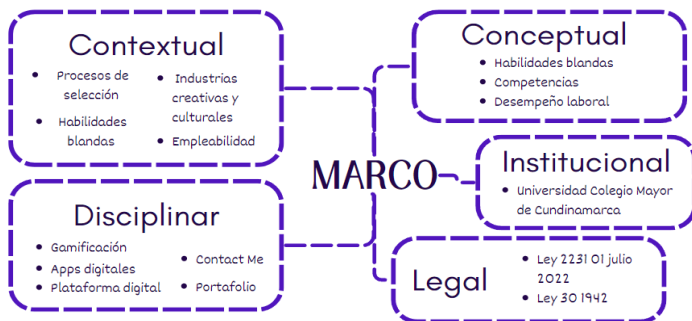 Contextual
• Procesos de
selección
• Habilidades
blandas
• Industrias
creativas y
culturales
• Empleabilidad
Conceptual
• Habilidades blandas
• Competencias
• Desempeño laboral
MARCO
Institucional
• Universidad Colegio Mayor
de Cundinamarca
Disciplinar
• Gamificación
• Apps digitales
• Plataforma digital
• Contact Me
• Portafolio
Legal
• Ley 2231 01 julio
2022
• Ley 30 1942